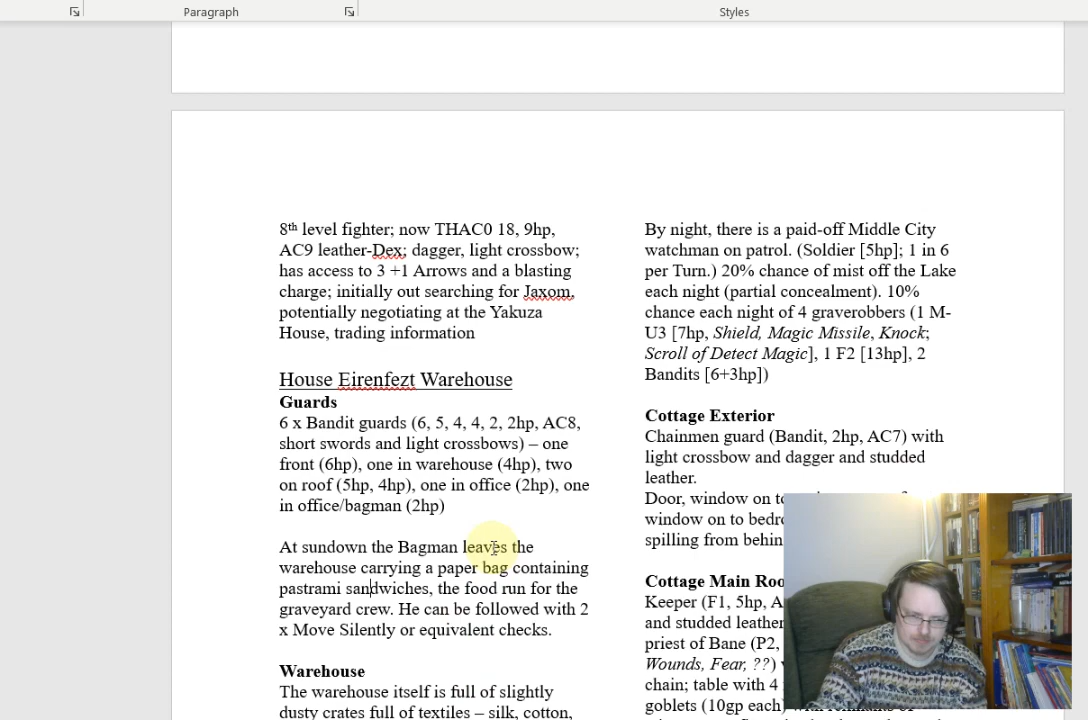 Paragraph
Styles
8th level fighter; now THAC0 18, 9hp,
AC9 leather-Dex; dagger, light crossbow;
has access to 3 +1 Arrows and a blasting
charge; initially out searching for Jaxom,
potentially negotiating at the Yakuza
House, trading information
House Eirenfezt Warehouse
Guards
6 x Bandit guards (6, 5, 4, 4, 2, 2hp, AC8,
short swords and light crossbows) – one
front (6hp), one in warehouse (4hp), two
on roof (5hp, 4hp), one in office (2hp), one
in office/bagman (2hp)
At sundown the Bagman leaves the
warehouse carrying a paper bag containing
pastrami sandwiches, the food run for the
graveyard crew. He can be followed with 2
x Move Silently or equivalent checks.
Warehouse
The warehouse itself is full of slightly
dusty crates full of textiles – silk, cotton,
By night, there is a paid-off Middle City
watchman on patrol. (Soldier [5hp]; 1 in 6
per Turn.) 20% chance of mist off the Lake
each night (partial concealment). 10%
chance each night of 4 graverobbers (1 M-
U3 [7hp, Shield, Magic Missile, Knock;
Scroll of Detect Magic], 1 F2 [13hp], 2
Bandits [6+3hp])
Cottage Exterior
Chainmen guard (Bandit, 2hp, AC7) with
light crossbow and dagger and studded
leather.
Door, window on to
window on to
spilling from
Cottage Main
Keeper (F1, 5hp,
and studded leather
priest of Bane (P2,
Wounds, Fear, ??)
chain; table with 4
goblets (10gp each)